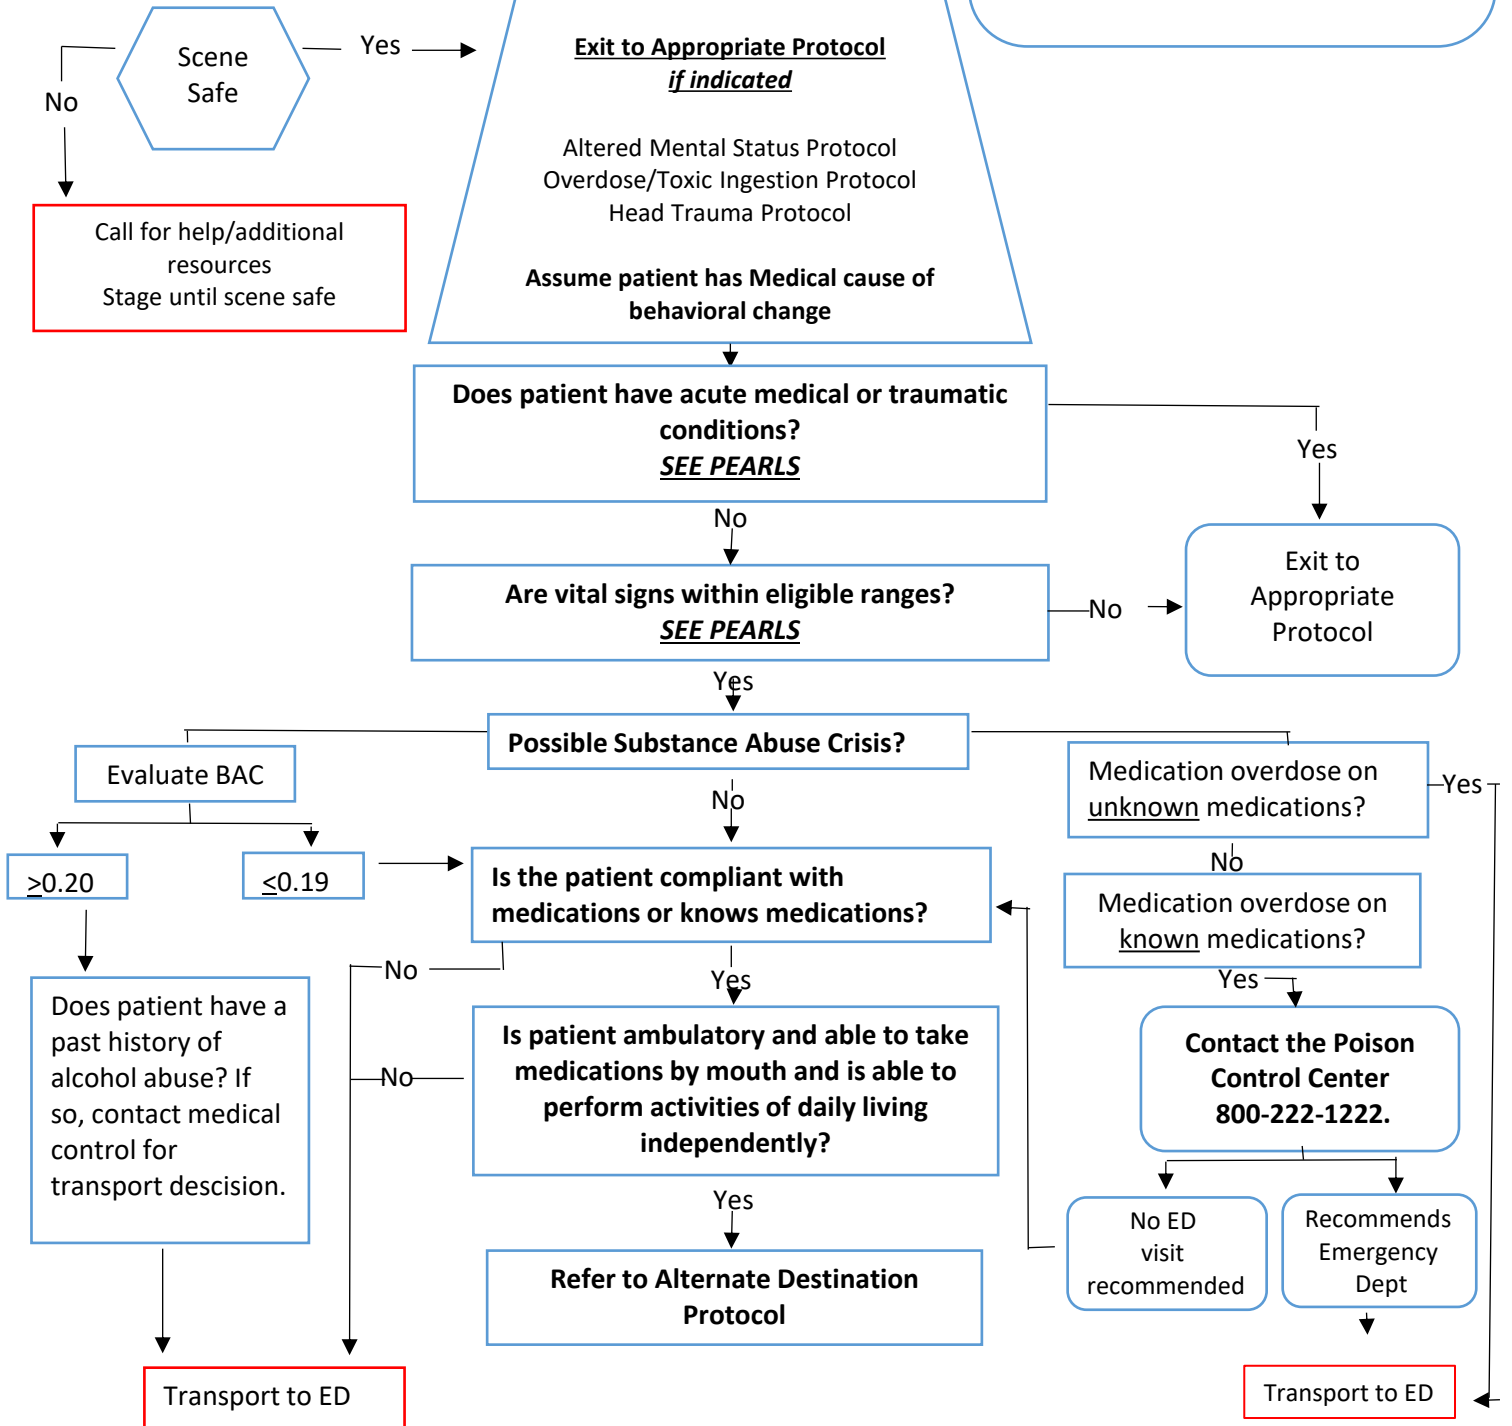 Scene
Safe
Yes
No
Call for help/additional
resources
Stage until scene safe
Exit to Appropriate Protocol
if indicated
Altered Mental Status Protocol
Overdose/Toxic Ingestion Protocol
Head Trauma Protocol
Assume patient has Medical cause of
behavioral change
Does patient have acute medical or traumatic
conditions?
SEE PEARLS
Yes
No
Exit to
Appropriate
Protocol
Are vital signs within eligible ranges?
SEE PEARLS
No
Yes
Possible Substance Abuse Crisis?
Evaluate BAC
≥0.20
≤0.19
No
Medication overdose on
unknown medications?
Yes
No
Medication overdose on
known medications?
Yes
Is the patient compliant with
medications or knows medications?
No
Yes
Does patient have a
past history of
alcohol abuse? If
so, contact medical
control for
transport descision.
Is patient ambulatory and able to take
medications by mouth and is able to
perform activities of daily living
independently?
No
Yes
Contact the Poison
Control Center
800-222-1222.
No ED
visit
recommended
Recommends
Emergency
Dept
Refer to Alternate Destination
Protocol
Transport to ED
Transport to ED